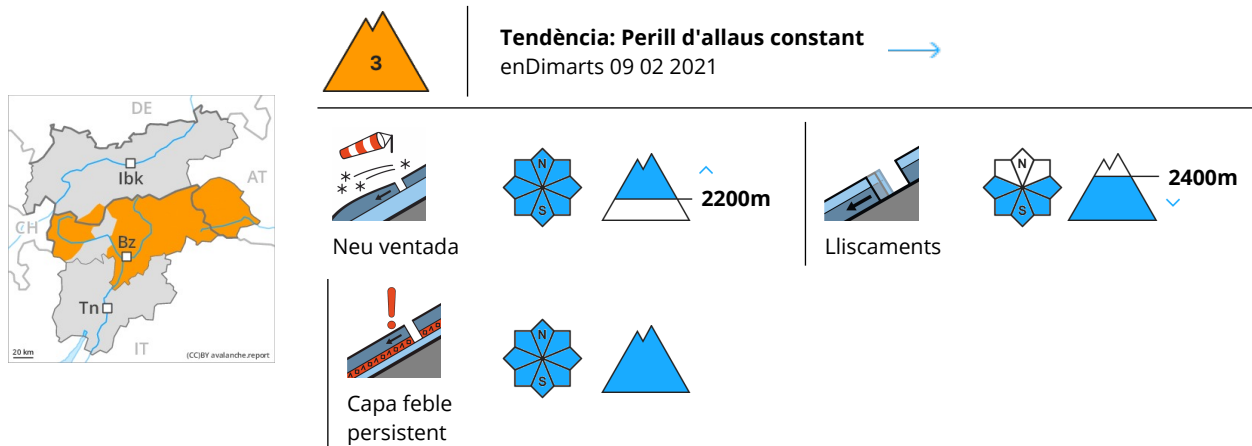 3
Tendència: Perill d'allaus constant
enDimarts 09 02 2021
DE
Ibk
AT
CH
Bz
Tn
IT
20 km
(CC)BY avalanche.report
N
S
2200m
Neu ventada
N
S
2400m
Lliscaments
N
S
Capa feble
persistent